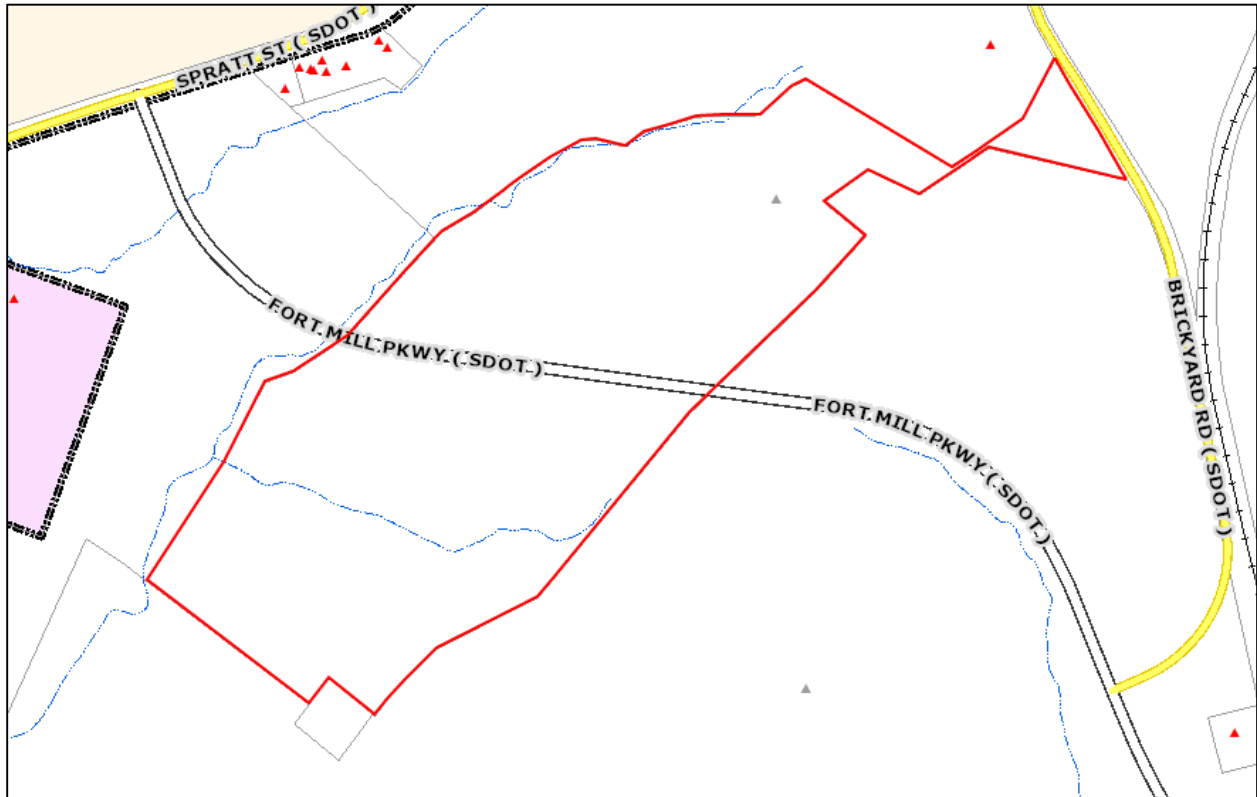 SPRATT ST ( SDOT )
FORT MILL PKWY ( SDOT )
FORT MILL PKWY ( SDOT )
BRICKYARD RD ( SDOT )